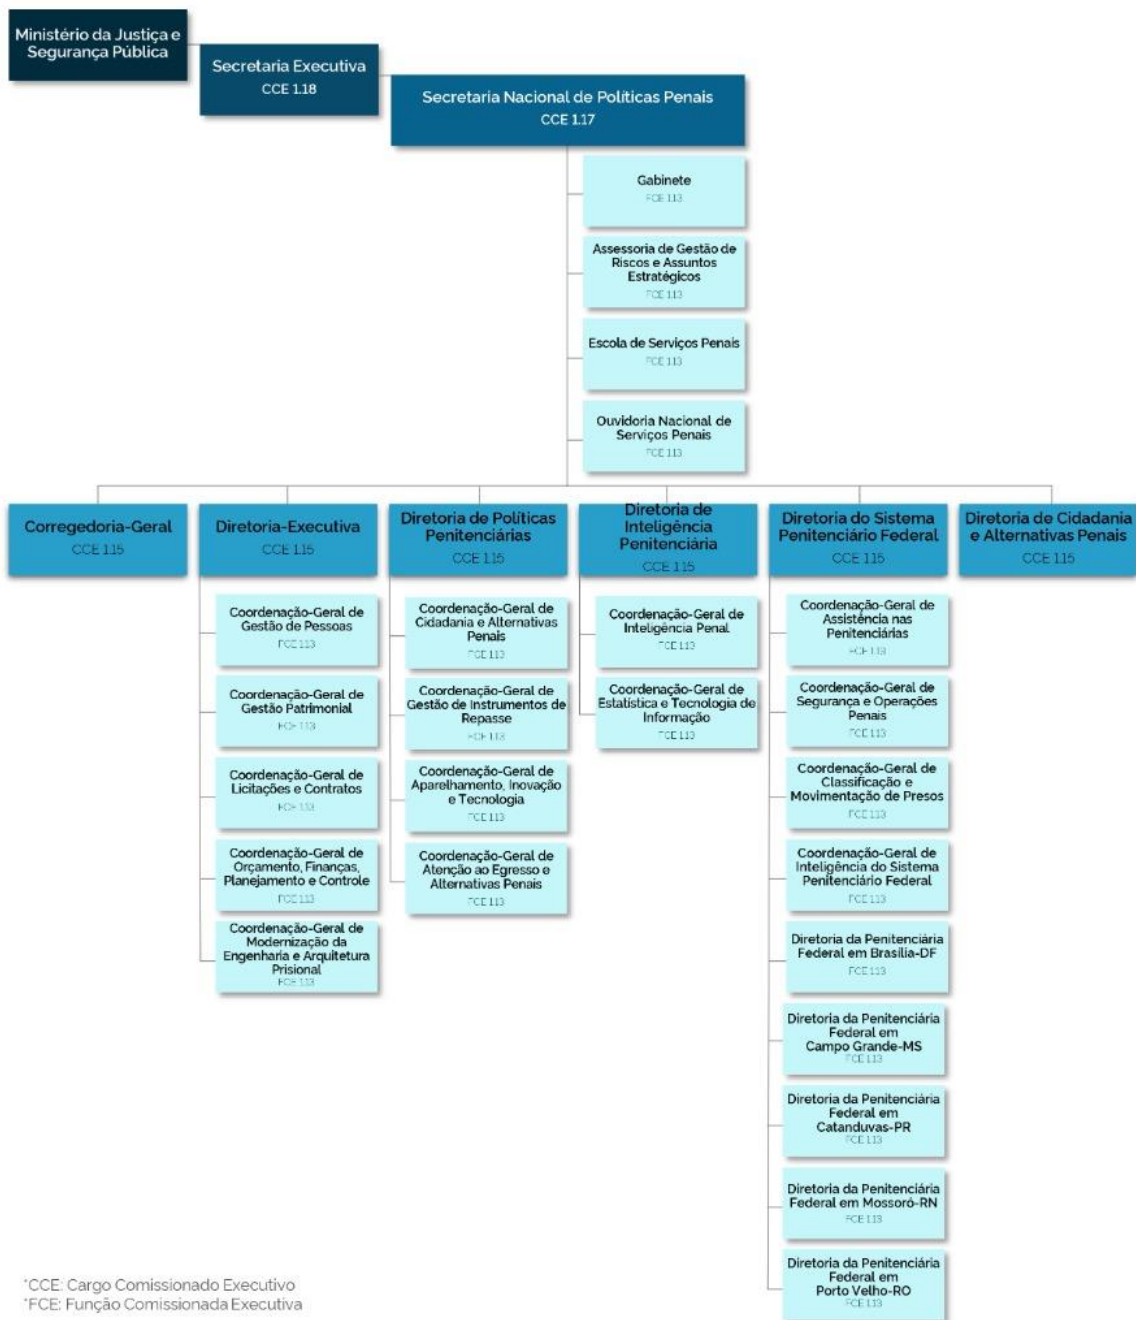 Ministério da Justiça e
Segurança Pública
Secretaria Executiva
CCE 1.18
Secretaria Nacional de Políticas Penais
CCE 1.17
Gabinete
FCE 1.13
Assessoria de Gestão de
Riscos e Assuntos
Estratégicos
FCE 1.13
Escola de Serviços Penais
FCE 1.13
Ouvidoria Nacional de
Serviços Penais
FCE 1.13
Corregedoria-Geral
CCE 1.15
Diretoria-Executiva
CCE 1.15
Coordenação-Geral de
Gestão de Pessoas
FCE 1.13
Coordenação-Geral de
Gestão Patrimonial
FCE 1.13
Coordenação-Geral de
Licitações e Contratos
FCE 1.13
Coordenação-Geral de
Orçamento, Finanças,
Planejamento e Controle
FCE 1.13
Coordenação-Geral de
Modernização da
Engenharia e Arquitetura
Prisional
FCE 1.13
Diretoria de Políticas
Penitenciárias
CCE 1.15
Coordenação-Geral de
Cidadania e Alternativas
Penais
FCE 1.13
Coordenação-Geral de
Gestão de Instrumentos de
Repasse
FCE 1.13
Coordenação-Geral de
Aparelhamento, Inovação
e Tecnologia
FCE 1.13
Coordenação-Geral de
Atenção ao Egresso e
Alternativas Penais
FCE 1.13
Diretoria de
Inteligência
Penitenciária
CCE 1.15
Coordenação-Geral de
Inteligência Penal
FCE 1.13
Coordenação-Geral de
Estatística e Tecnologia de
Informação
FCE 1.13
Diretoria do Sistema
Penitenciário Federal
CCE 1.15
Coordenação-Geral de
Assistência nas
Penitenciárias
FCE 1.13
Coordenação-Geral de
Segurança e Operações
Penais
FCE 1.13
Coordenação-Geral de
Classificação e
Movimentação de Presos
FCE 1.13
Coordenação-Geral de
Inteligência do Sistema
Penitenciário Federal
FCE 1.13
Diretoria da Penitenciária
Federal em Brasília-DF
FCE 1.13
Diretoria da Penitenciária
Federal em
Campo Grande-MS
FCE 1.13
Diretoria da Penitenciária
Federal em
Catanduvas-PR
FCE 1.13
Diretoria da Penitenciária
Federal em Mossoró-RN
FCE 1.13
Diretoria da Penitenciária
Federal em
Porto Velho-RO
FCE 1.13
Diretoria de Cidadania
e Alternativas Penais
CCE 1.15
*CCE: Cargo Comissionado Executivo
*FCE: Função Comissionada Executiva